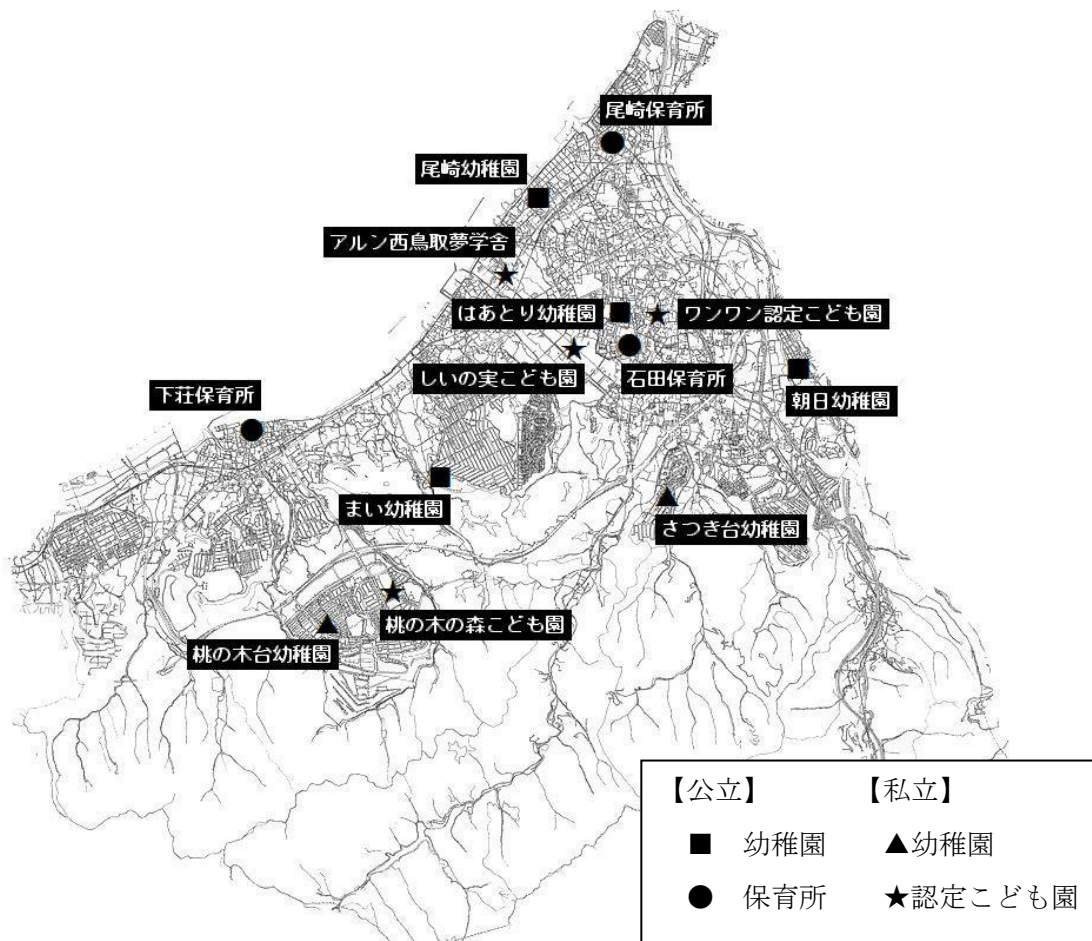 尾崎保育所
尾崎幼稚園
アルン西鳥取夢学舎
はあとり幼稚園
ワンワン認定こども園
しいの実こども園
石田保育所
朝日幼稚園
下荘保育所
まい幼稚園
さつき台幼稚園
桃の木の森こども園
桃の木台幼稚園
【公立】 【私立】
■ 幼稚園 ▲幼稚園
● 保育所 ★認定こども園